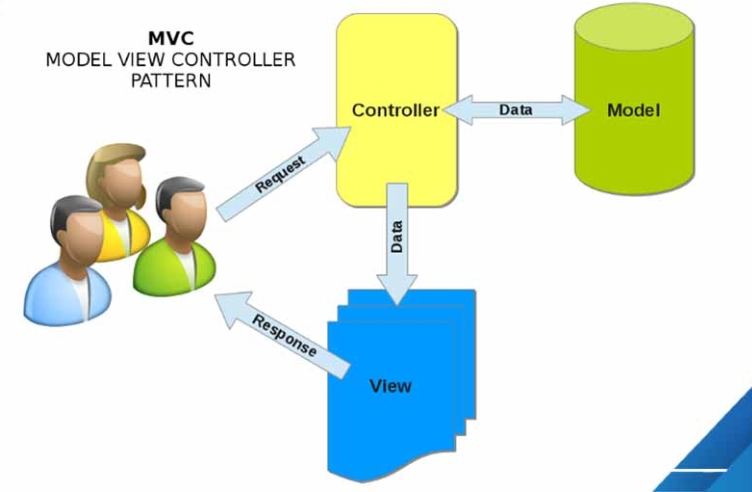 MVC
MODEL VIEW CONTROLLER
PATTERN
Controller
Data
Model
Request
Data
Response
View